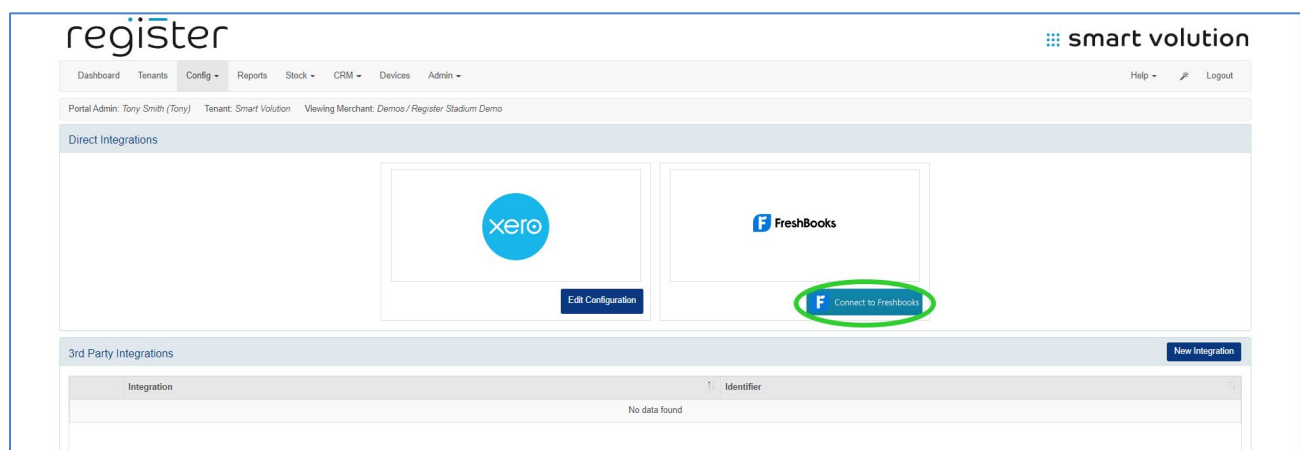 register
smart volution
Dashboard Tenants Config Reports Stock CRM Devices Admin Help Logout
Portal Admin: Tony Smith (Tony) Tenant: Smart Volution Viewing Merchant: Demos / Register Stadium Demo
Direct Integrations
xero
F FreshBooks
Edit Configuration
F Connect to Freshbooks
3rd Party Integrations
New Integration
Integration Identifier
No data found